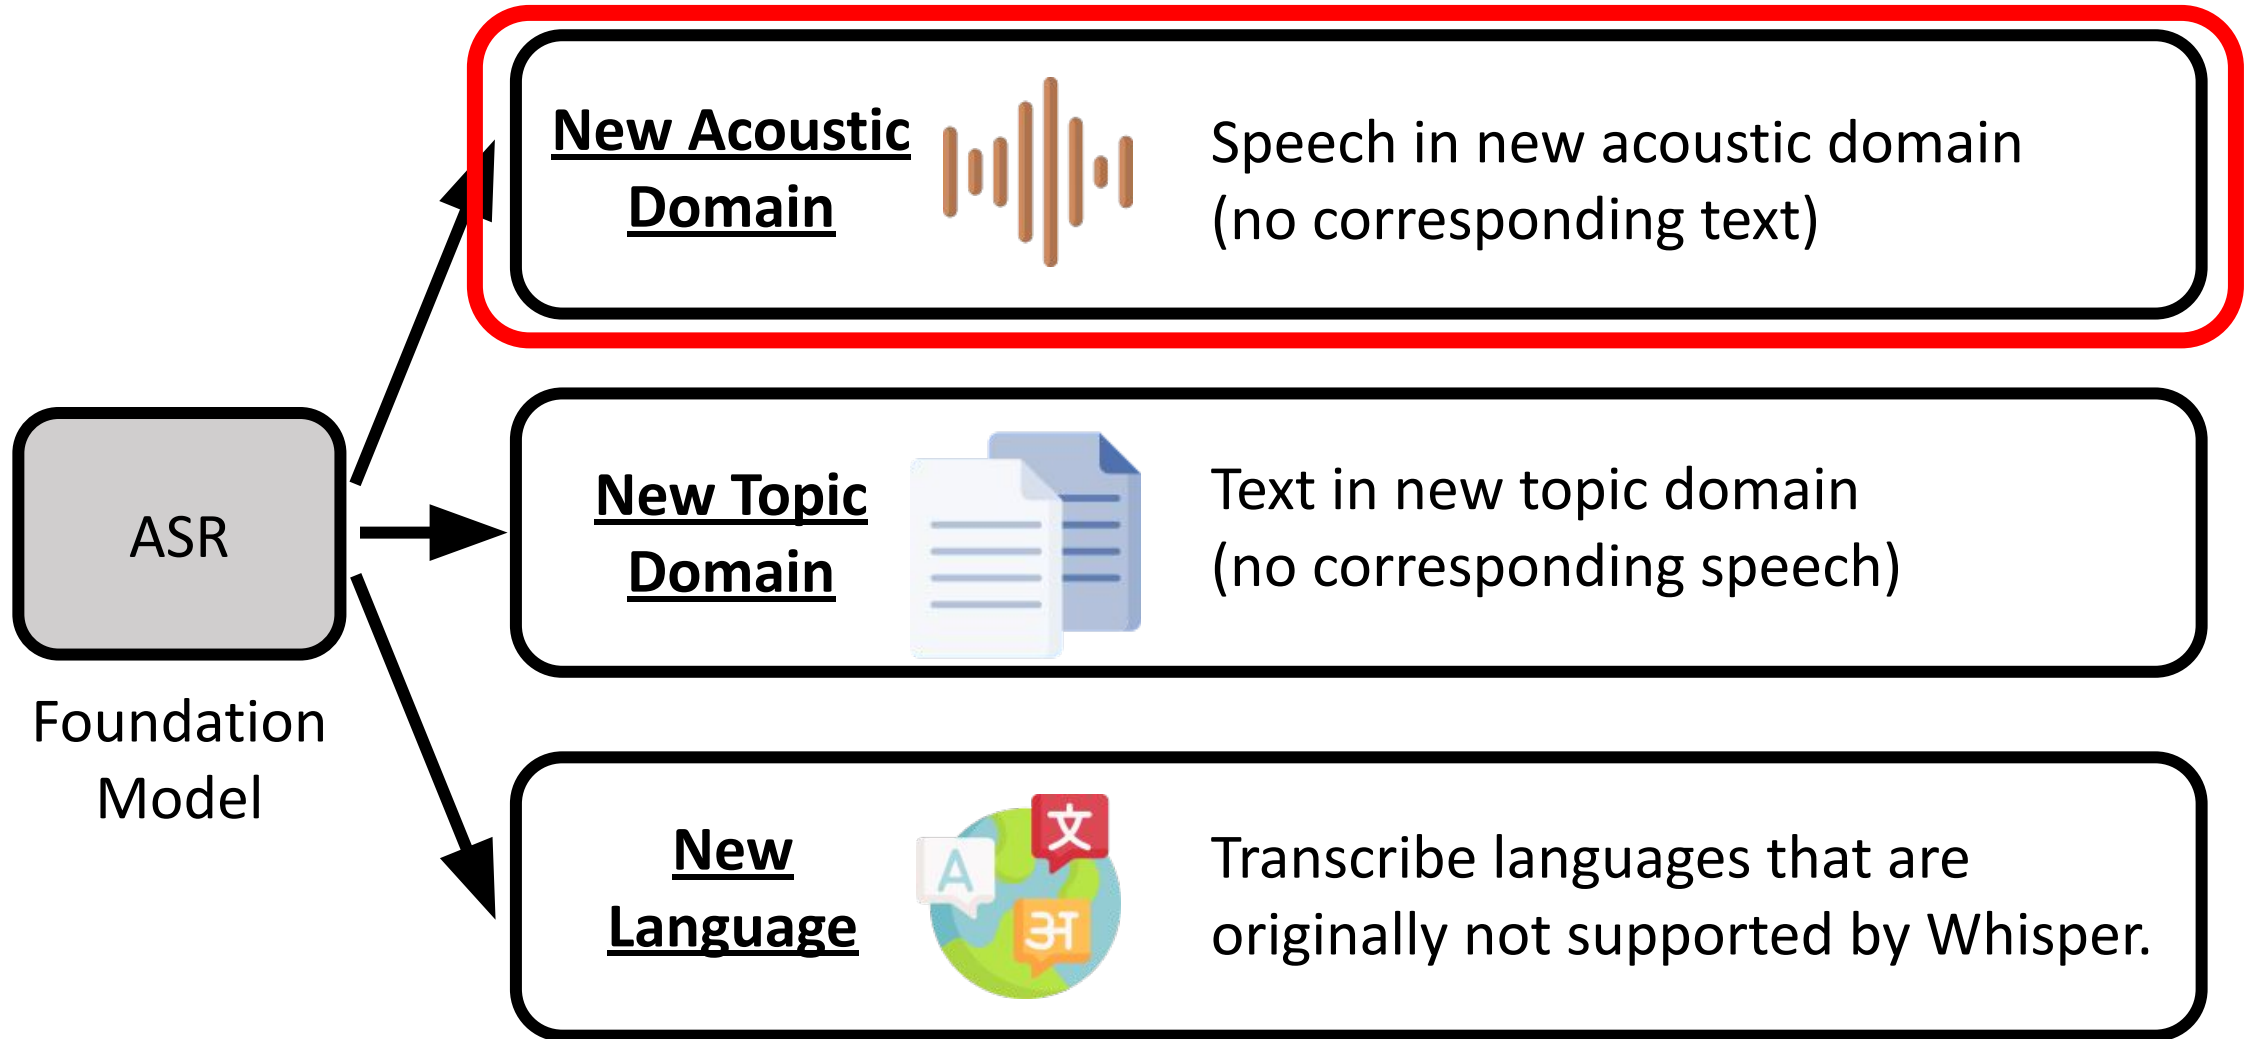 New Acoustic
Domain
Speech in new acoustic domain
(no corresponding text)
ASR
Foundation
Model
New Topic
Domain
Text in new topic domain
(no corresponding speech)
New
Language
A
文
अ
Transcribe languages that are
originally not supported by Whisper.